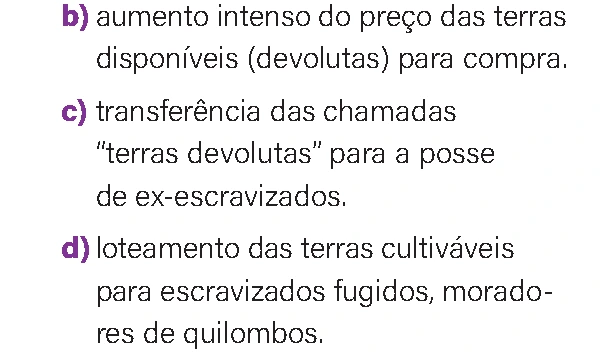 b) aumento intenso do preço das terras
disponíveis (devolutas) para compra.
c) transferência das chamadas
“terras devolutas” para a posse
de ex-escravizados.
d) loteamento das terras cultiváveis
para escravizados fugidos, morado-
res de quilombos.